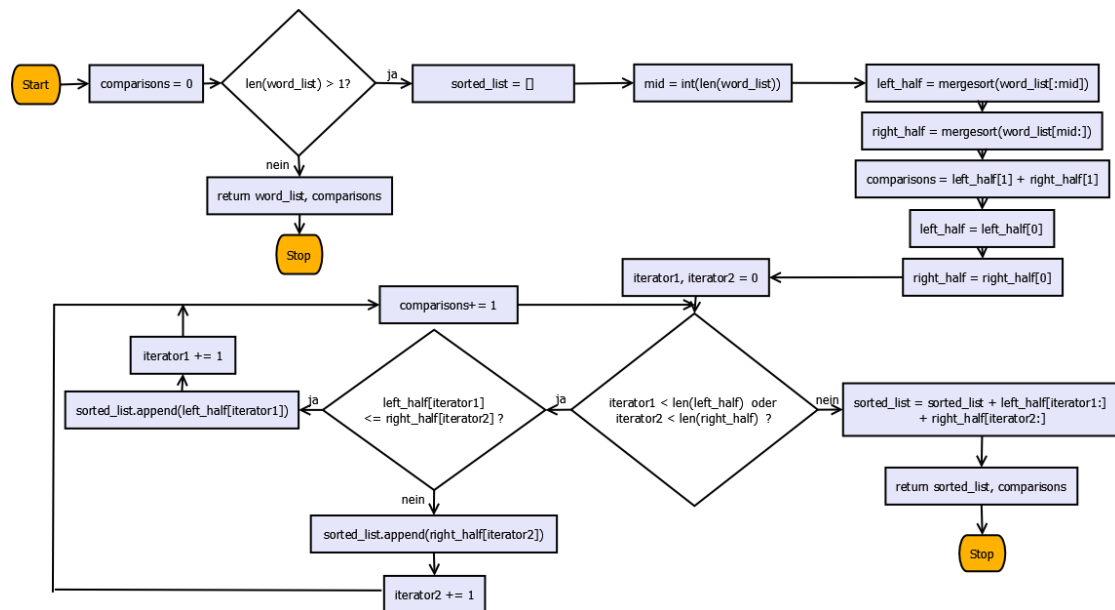 Start
comparisons = 0
len(word_list) > 1?
ja
sorted_list = []
mid = int(len(word_list))
left_half = mergesort(word_list[:mid])
right_half = mergesort(word_list[mid:])
comparisons = left_half[1] + right_half[1]
left_half = left_half[0]
right_half = right_half[0]
nein
return word_list, comparisons
Stop
iterator1, iterator2 = 0
comparisons+= 1
iterator1 < len(left_half) oder
iterator2 < len(right_half) ?
ja
left_half[iterator1]
<= right_half[iterator2] ?
ja
sorted_list.append(left_half[iterator1])
iterator1 += 1
nein
sorted_list.append(right_half[iterator2])
iterator2 += 1
nein
sorted_list = sorted_list + left_half[iterator1:]
+ right_half[iterator2:]
return sorted_list, comparisons
Stop